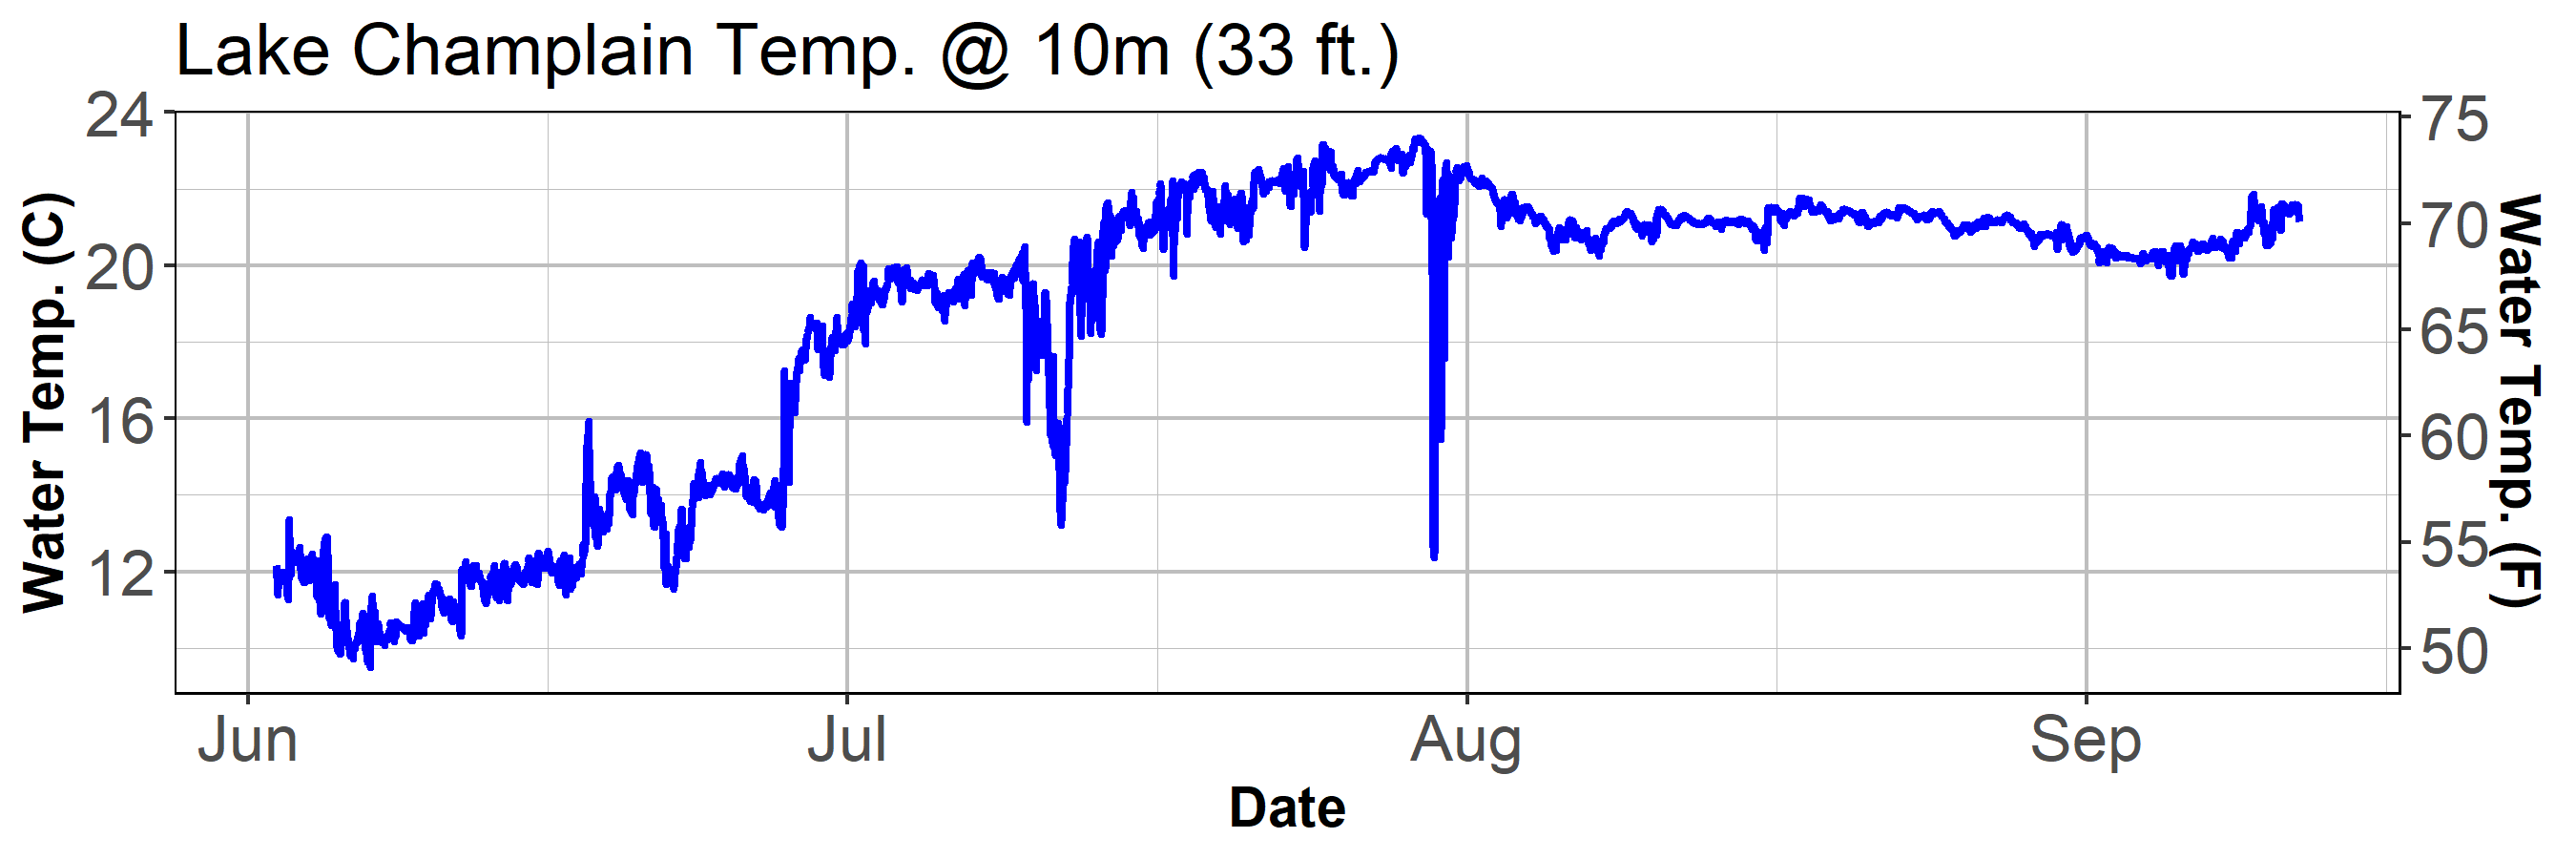 Lake Champlain Temp. @ 10m (33 ft.)
Water Temp. (C)
24
20
16
12
75
70
65
60
55
50
Water Temp. (F)
Jun Jul Aug Sep
Date